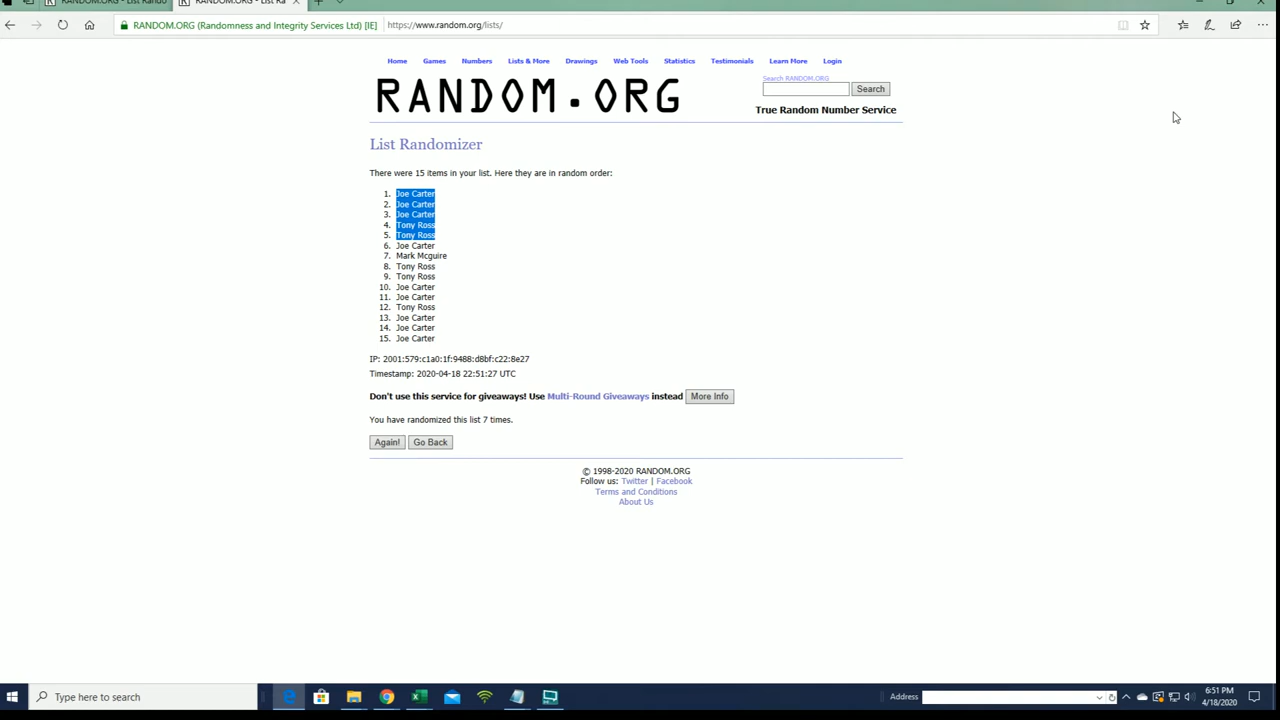 RANDOM.ORG - List Rando
RANDOM.ORG - List Ra
RANDOM.ORG (Randomness and Integrity Services Ltd) [IE]
https://www.random.org/lists/
Home Games Numbers Lists & More Drawings Web Tools Statistics Testimonials Learn More Login
RANDOM.ORG
Search RANDOM.ORG
Search
True Random Number Service
List Randomizer
There were 15 items in your list. Here they are in random order:
1. Joe Carter
2. Joe Carter
3. Joe Carter
4. Tony Ross
5. Tony Ross
6. Joe Carter
7. Mark Mcguire
8. Tony Ross
9. Tony Ross
10. Joe Carter
11. Joe Carter
12. Tony Ross
13. Joe Carter
14. Joe Carter
15. Joe Carter
IP: 2001:579:c1a0:1f:9488:d8bf:c22:8e27
Timestamp: 2020-04-18 22:51:27 UTC
Don't use this service for giveaways! Use Multi-Round Giveaways instead More Info
You have randomized this list 7 times.
Again! Go Back
© 1998-2020 RANDOM.ORG
Follow us: Twitter | Facebook
Terms and Conditions
About Us
Type here to search
Address
6:51 PM
4/18/2020